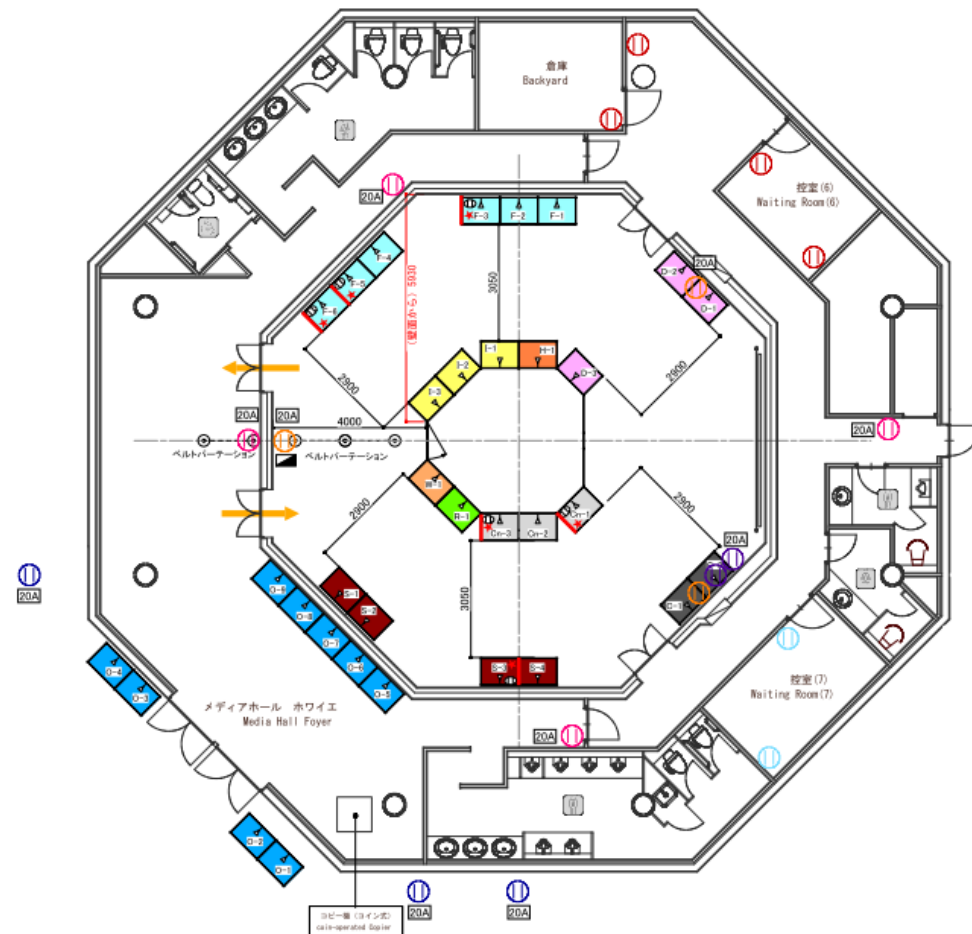 倉庫
Backyard
控室(6)
Waiting Room(6)
20A
F-3
F-2
F-1
F-4
F-5
F-6
(壁面から) 5930
3050
20A
D-2
D-1
I-1
H-1
I-2
I-3
D-3
2900
2900
4000
20A
20A
20A
ベルトパーテーション
ベルトパーテーション
W-1
R-1
Cn-3
Cn-2
Cn-1
2900
2900
20A
3050
20A
O-9
O-8
O-7
O-6
O-5
S-1
S-2
S-3
S-4
O-4
O-3
メディアホール ホワイエ
Media Hall Foyer
控室(7)
Waiting Room(7)
20A
O-2
O-1
20A
20A
コピー機 (コイン式)
coin-operated Copier